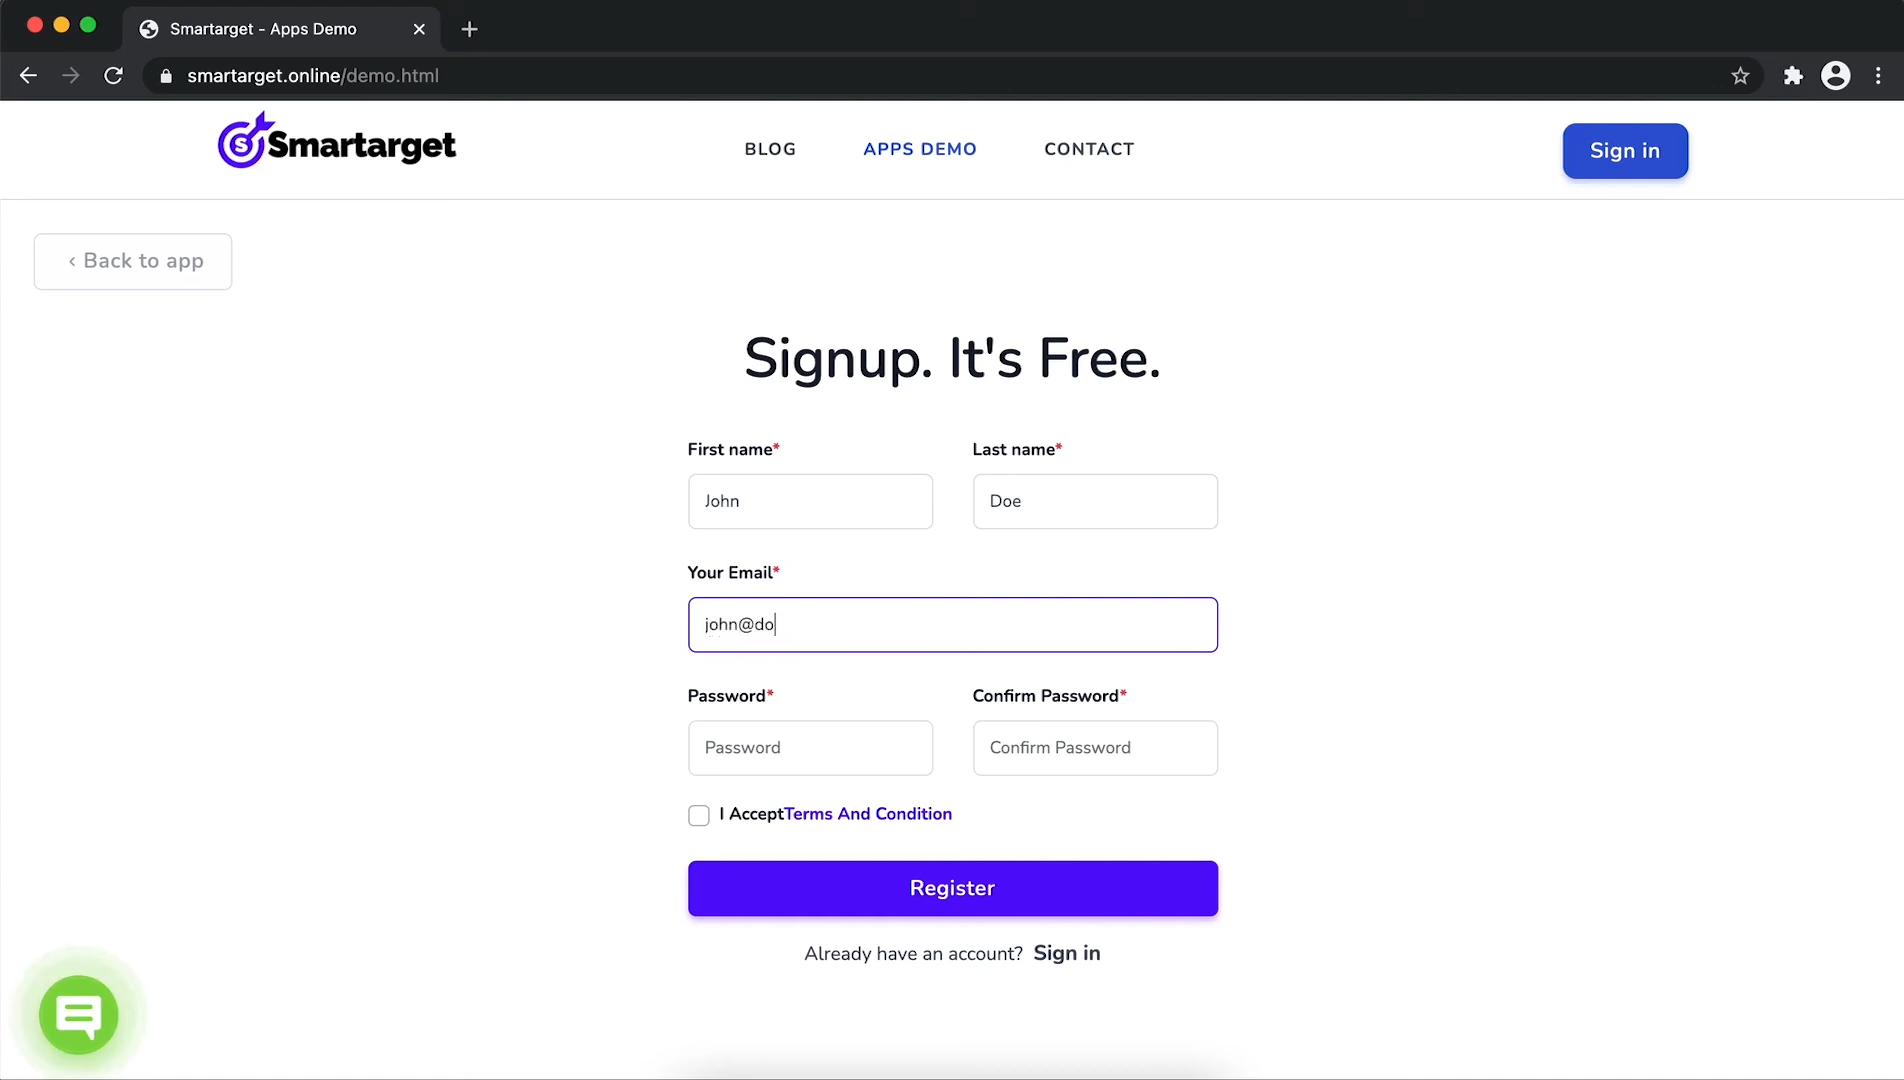 Smartarget - Apps Demo
smartarget.online/demo.html
Smartarget
BLOG
APPS DEMO
CONTACT
Sign in
‹ Back to app
Signup. It's Free.
First name*
Last name*
John
Doe
Your Email*
john@do
Password*
Confirm Password*
Password
Confirm Password
I AcceptTerms And Condition
Register
Already have an account? Sign in